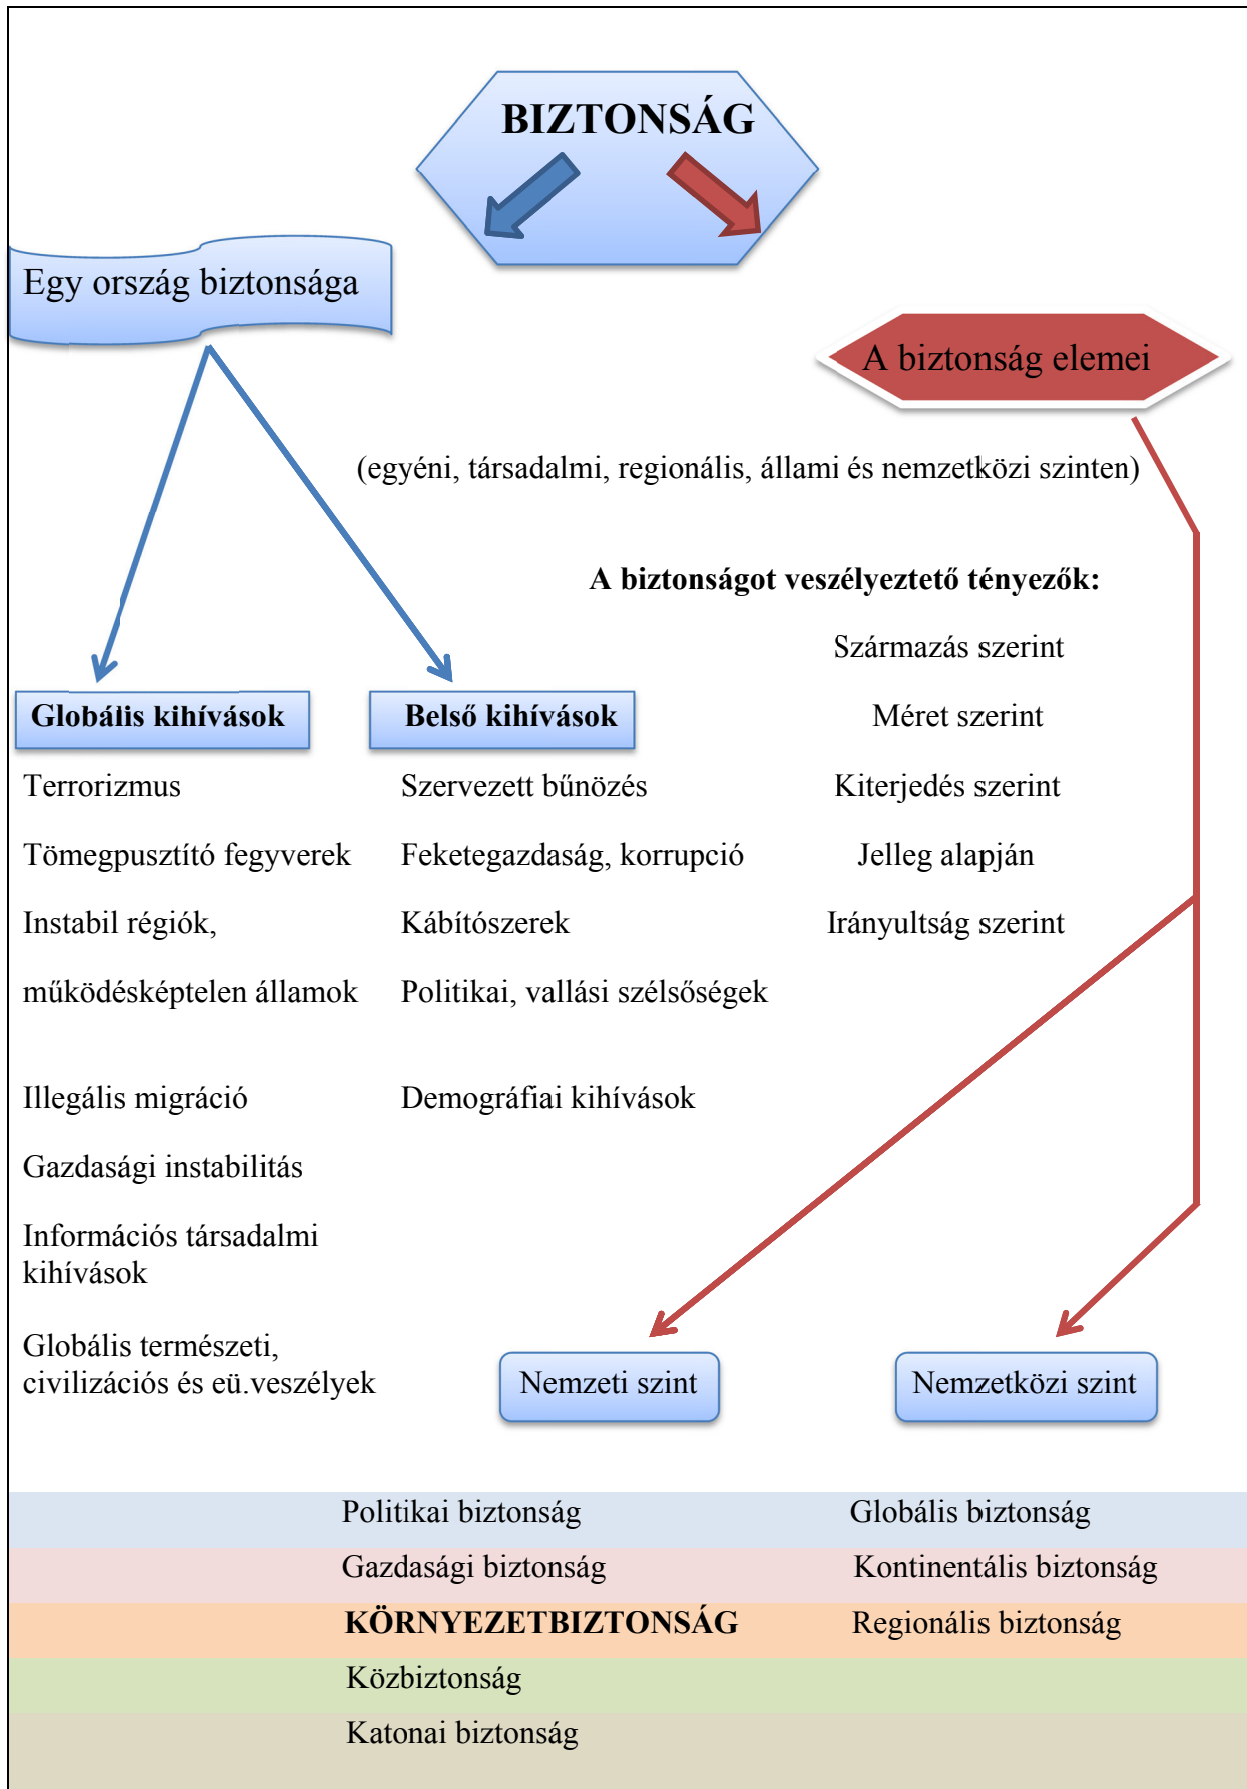 BIZTONSÁG
Egy ország biztonsága
A biztonság elemei
(egyéni, társadalmi, regionális, állami és nemzetközi szinten)
A biztonságot veszélyeztető tényezők:
Származás szerint
Méret szerint
Kiterjedés szerint
Jelleg alapján
Irányultság szerint
Globális kihívások
Terrorizmus
Tömegpusztító fegyverek
Instabil régiók,
működésképtelen államok
Illegális migráció
Gazdasági instabilitás
Információs társadalmi
kihívások
Globális természeti,
civilizációs és eü.veszélyek
Belső kihívások
Szervezett bűnözés
Feketegazdaság, korrupció
Kábítószerek
Politikai, vallási szélsőségek
Demográfiai kihívások
Nemzeti szint
Politikai biztonság
Gazdasági biztonság
KÖRNYEZETBIZTONSÁG
Közbiztonság
Katonai biztonság
Nemzetközi szint
Globális biztonság
Kontinentális biztonság
Regionális biztonság